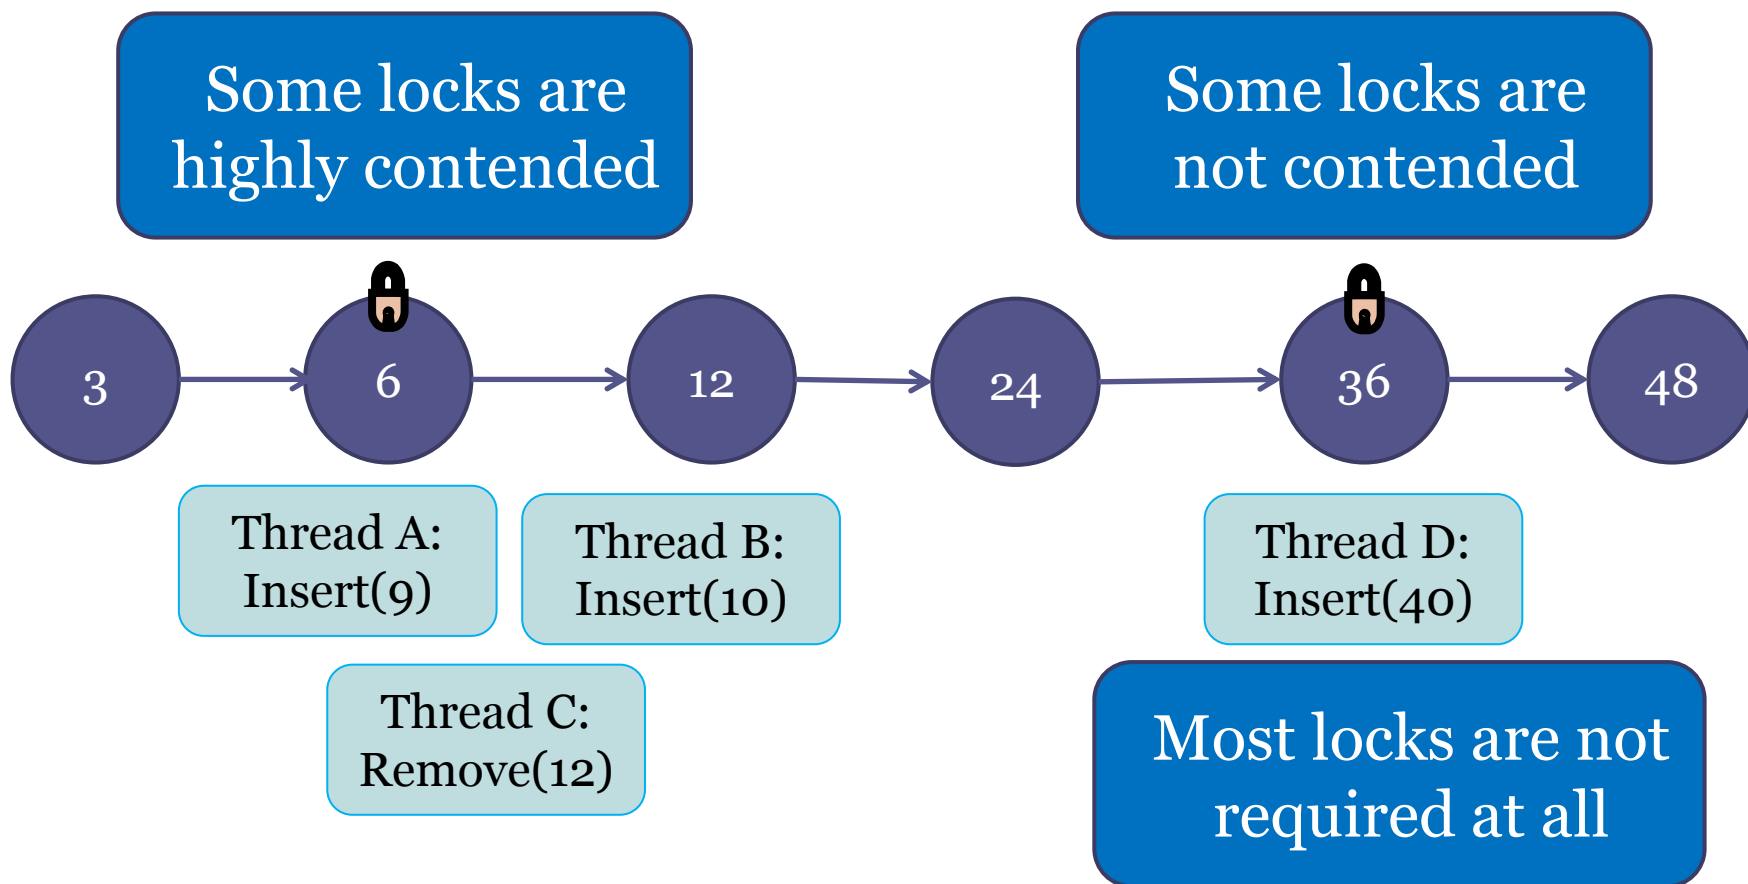 Some locks are
highly contended
Some locks are
not contended
3
6
12
24
36
48
Thread A:
Insert(9)
Thread B:
Insert(10)
Thread D:
Insert(40)
Thread C:
Remove(12)
Most locks are not
required at all